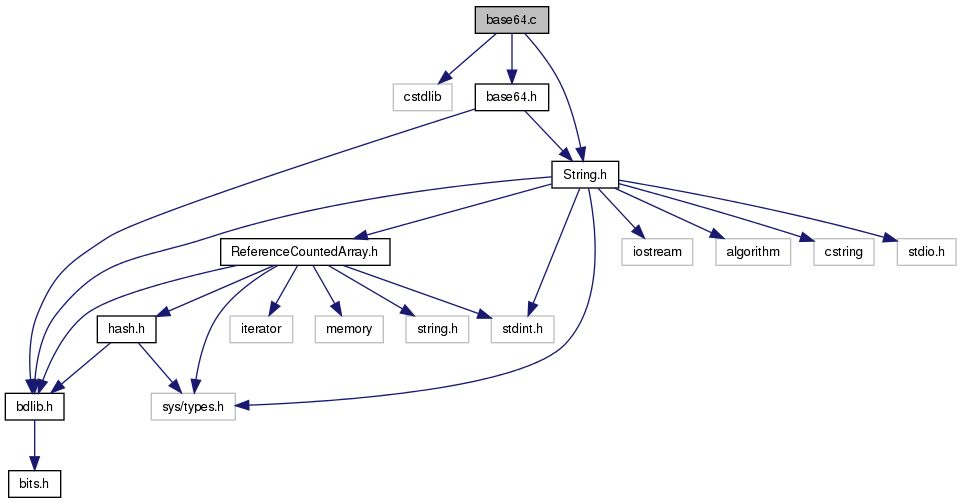 base64.c
cstdlib
base64.h
String.h
ReferenceCountedArray.h
iostream
algorithm
cstring
stdio.h
hash.h
iterator
memory
string.h
stdint.h
bdlib.h
sys/types.h
bits.h